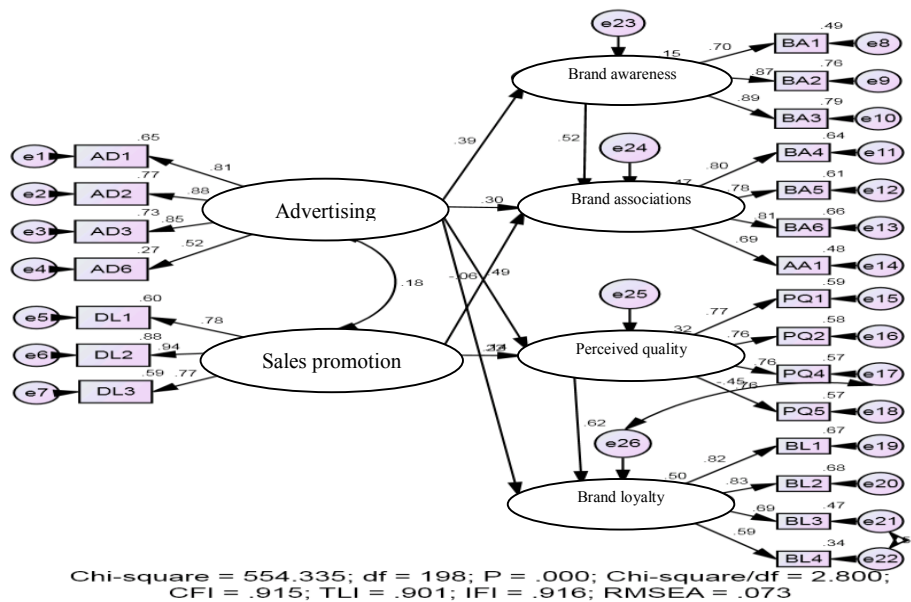 e23
.49
.15
.70
BA1
e8
Brand awareness
.76
.87
BA2
e9
.79
.89
BA3
e10
.39
.52
.65
e1
AD1
.81
e24
.64
.80
BA4
e11
.77
e2
AD2
.88
.47
.61
.78
BA5
e12
Advertising
.30
Brand associations
.73
e3
AD3
.85
.66
.81
BA6
e13
.27
e4
AD6
.52
.48
.69
AA1
e14
-.06
.49
.18
e25
.59
.77
PQ1
e15
.60
e5
DL1
.78
.32
.58
.76
PQ2
e16
.88
e6
DL2
.94
Sales promotion
Perceived quality
.57
.76
PQ4
e17
.59
.77
e7
DL3
-.45
.76
.57
PQ5
e18
.62
e26
.67
.82
BL1
e19
.50
.68
.83
BL2
e20
Brand loyalty
.47
.69
BL3
e21
.34
.59
BL4
e22
Chi-square = 554.335; df = 198; P = .000; Chi-square/df = 2.800;
CFI = .915; TLI = .901; IFI = .916; RMSEA = .073